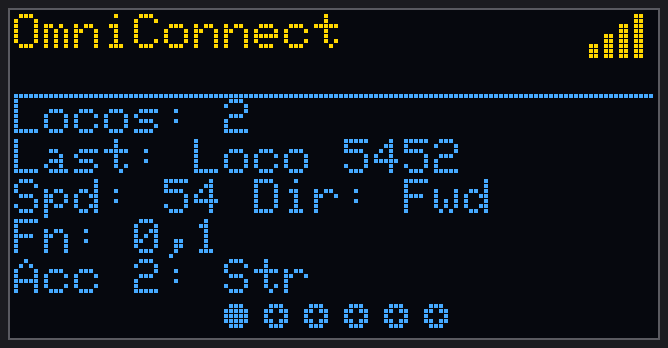 OmniConnect
Locos: 2
Last: Loco 5452
Spd: 54 Dir: Fwd
Fn: 0,1
Acc 2: Str